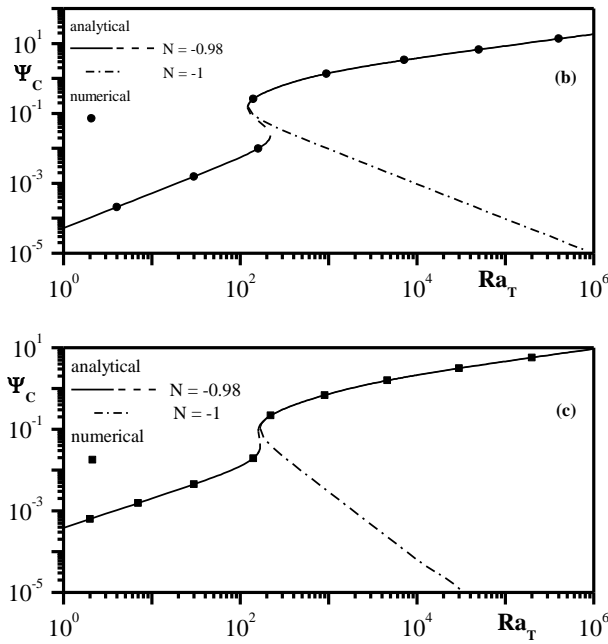 10^1
analytical
Ψ_C
N = -0.98
10^-1
N = -1
(b)
numerical
10^-3
10^-5
10^0 10^2 10^4 10^6
Ra_T
10^1
Ψ_C
analytical
N = -0.98
(c)
10^-1
N = -1
numerical
10^-3
10^-5
10^0 10^2 10^4 10^6
Ra_T